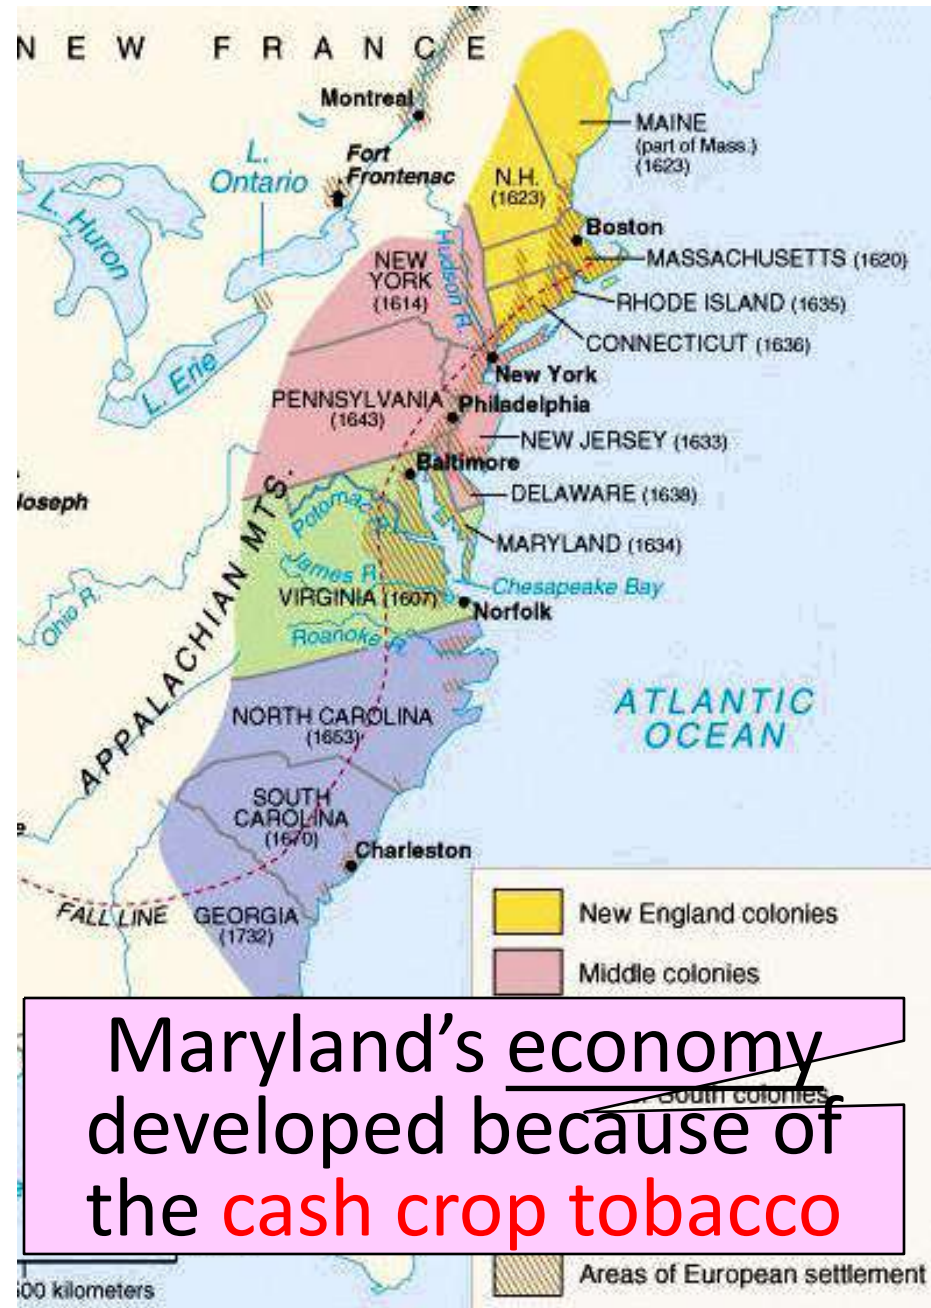 NEW FRANCE
Montreal
MAINE
(part of Mass.)
(1623)
L.
Ontario
Fort
Frontenac
N.H.
(1623)
L. Huron
Boston
Hudson R.
MASSACHUSETTS (1620)
NEW
YORK
(1614)
RHODE ISLAND (1635)
CONNECTICUT (1636)
L. Erie
New York
PENNSYLVANIA
(1643)
Philadelphia
NEW JERSEY (1633)
Baltimore
Joseph
DELAWARE (1638)
APPALACHIAN MTS.
Potomac R.
MARYLAND (1634)
James R.
Chesapeake Bay
VIRGINIA (1607)
Ohio R.
Norfolk
Roanoke R.
ATLANTIC
OCEAN
NORTH CAROLINA
(1653)
SOUTH
CAROLINA
(1670)
Charleston
FALL LINE
GEORGIA
(1732)
New England colonies
Middle colonies
South colonies
Maryland’s economy
developed because of
the cash crop tobacco
Areas of European settlement
500 kilometers